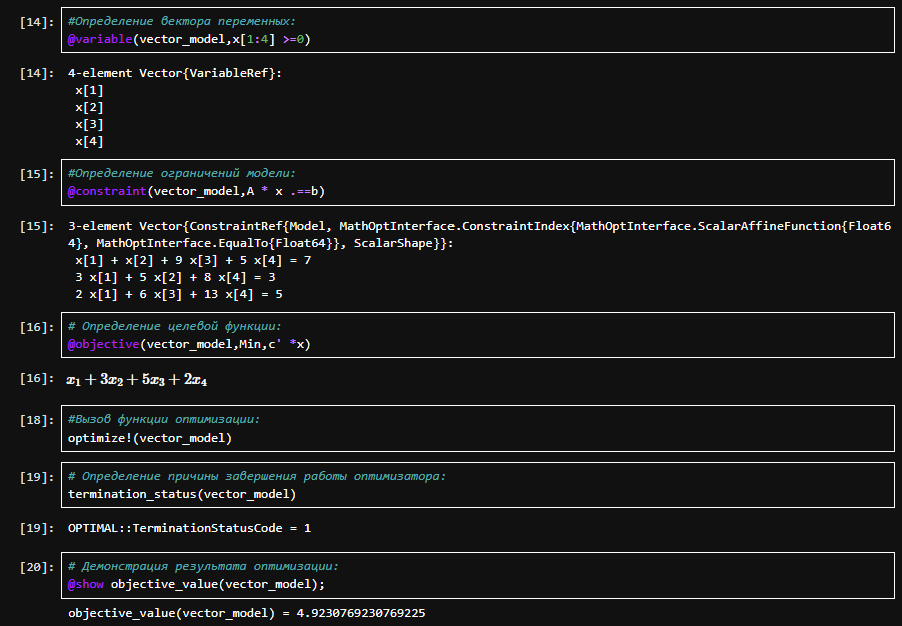 [14]: #Определение вектора переменных:
@variable(vector_model,x[1:4] >=0)
[14]: 4-element Vector{VariableRef}:
x[1]
x[2]
x[3]
x[4]
[15]: #Определение ограничений модели:
@constraint(vector_model,A * x .==b)
[15]: 3-element Vector{ConstraintRef{Model, MathOptInterface.ConstraintIndex{MathOptInterface.ScalarAffineFunction{Float6
4}, MathOptInterface.EqualTo{Float64}}, ScalarShape}}:
x[1] + x[2] + 9 x[3] + 5 x[4] = 7
3 x[1] + 5 x[2] + 8 x[4] = 3
2 x[1] + 6 x[3] + 13 x[4] = 5
[16]: # Определение целевой функции:
@objective(vector_model,Min,c' *x)
[16]: x₁ + 3x₂ + 5x₃ + 2x₄
[18]: #Вызов функции оптимизации:
optimize!(vector_model)
[19]: # Определение причины завершения работы оптимизатора:
termination_status(vector_model)
[19]: OPTIMAL::TerminationStatusCode = 1
[20]: # Демонстрация результата оптимизации:
@show objective_value(vector_model);
objective_value(vector_model) = 4.9230769230769225